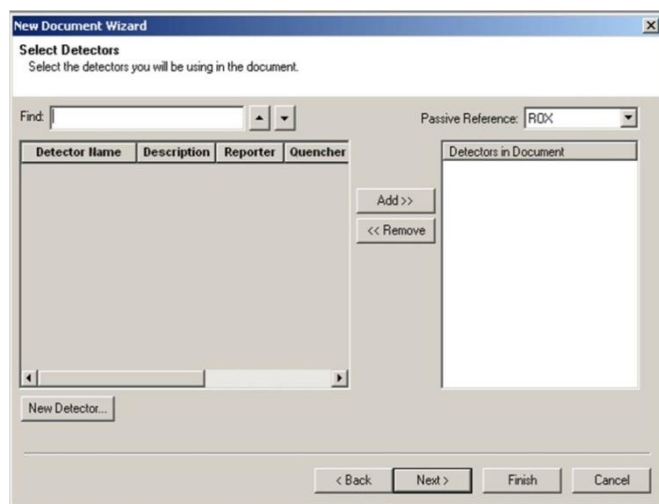 New Document Wizard
Select Detectors
Select the detectors you will be using in the document.
Find:
Passive Reference: ROX
Detector Name Description Reporter Quencher
Detectors in Document
Add >>
<< Remove
New Detector...
< Back Next > Finish Cancel